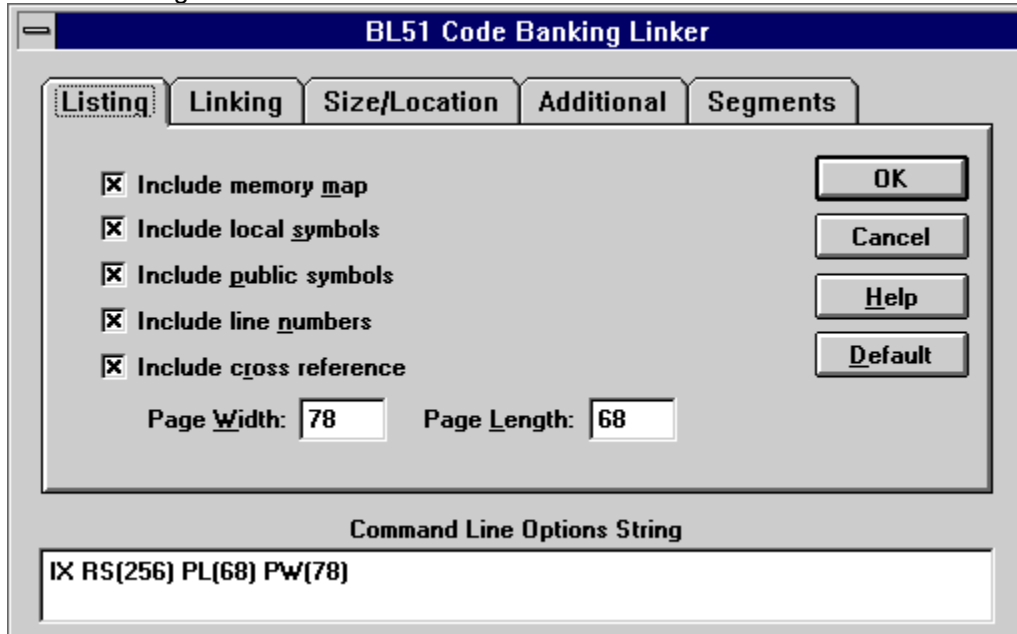 BL51 Code Banking Linker
Listing Linking Size/Location Additional Segments
Include memory map
Include local symbols
Include public symbols
Include line numbers
Include cross reference
Page Width: 78 Page Length: 68
OK
Cancel
Help
Default
Command Line Options String
IX RS(256) PL(68) PW(78)